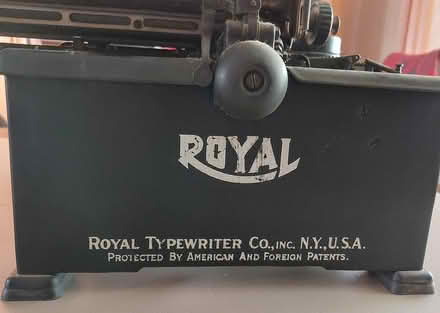 ROYAL
ROYAL TYPEWRITER CO., INC. N.Y., U.S.A.
PROTECTED BY AMERICAN AND FOREIGN PATENTS.